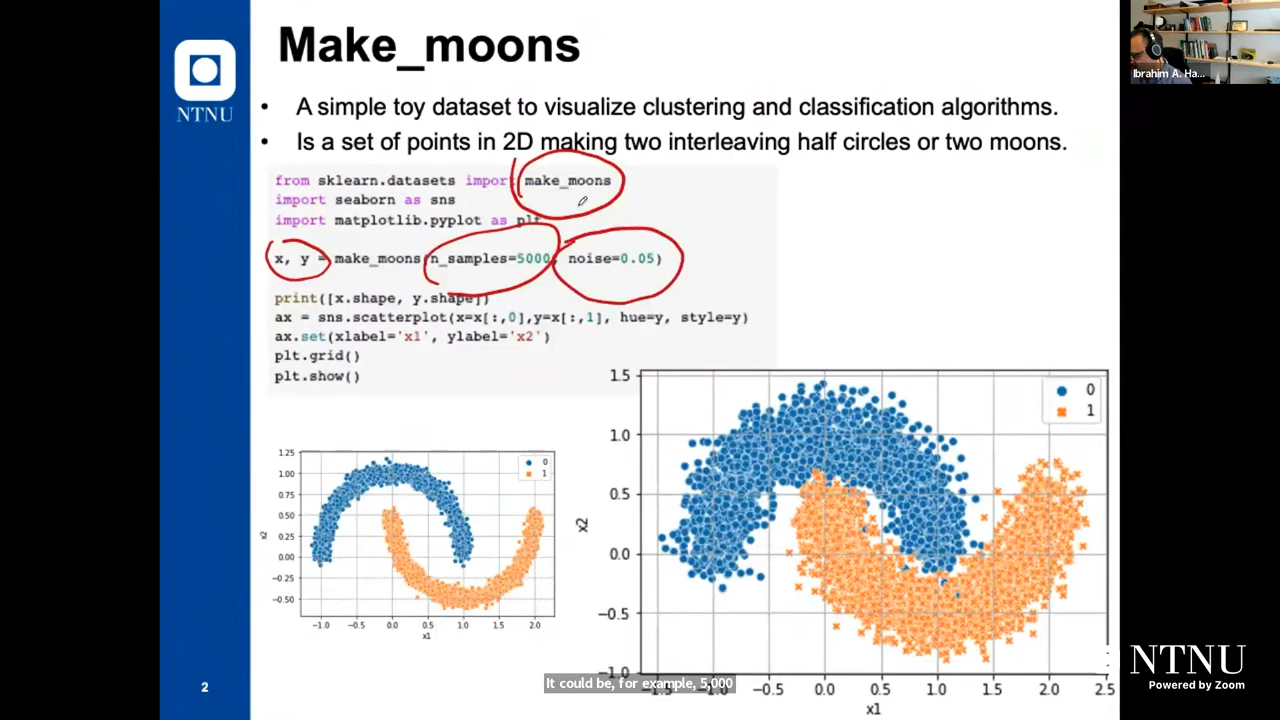 Make_moons
• A simple toy dataset to visualize clustering and classification algorithms.
• Is a set of points in 2D making two interleaving half circles or two moons.
NTNU
from sklearn.datasets import make_moons
import seaborn as sns
import matplotlib.pyplot as plt
x, y = make_moons(n_samples=5000, noise=0.05)
print([x.shape, y.shape])
ax = sns.scatterplot(x=x[:,0],y=x[:,1], hue=y, style=y)
ax.set(xlabel='x1', ylabel='x2')
plt.grid()
plt.show()
1.25
1.00
0.75
0.50
0.25
0.00
−0.25
−0.50
x2
−1.0 −0.5 0.0 0.5 1.0 1.5 2.0
x1
0
1
1.5
1.0
0.5
0.0
−0.5
−1.0
x2
−1.5 −1.0 −0.5 0.0 0.5 1.0 1.5 2.0 2.5
x1
0
1
It could be, for example, 5,000
2
Ibrahim A. Ha...
NTNU
Powered by Zoom